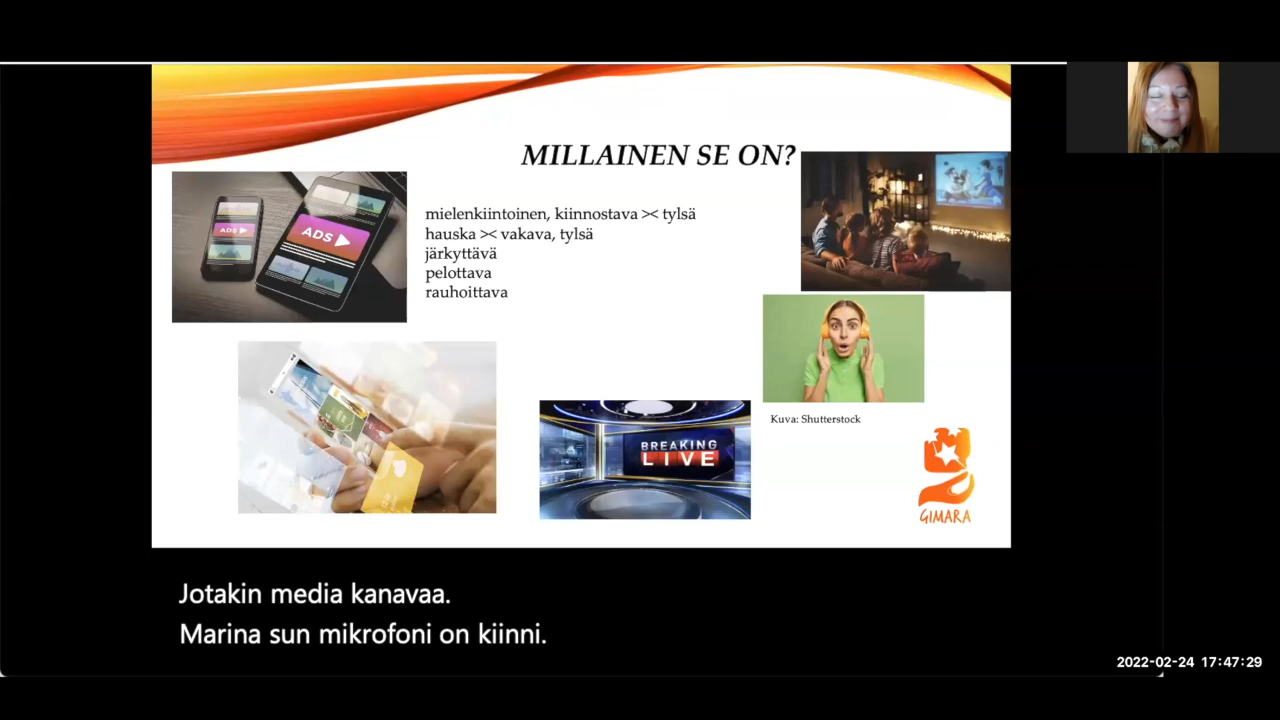 MILLAINEN SE ON?
mielenkiintoinen, kiinnostava >< tylsä
hauska >< vakava, tylsä
järkyttävä
pelottava
rauhoittava
ADS
ADS
BREAKING
LIVE
Kuva: Shutterstock
GIMARA
Jotakin media kanavaa.
Marina sun mikrofoni on kiinni.
2022-02-24 17:47:29